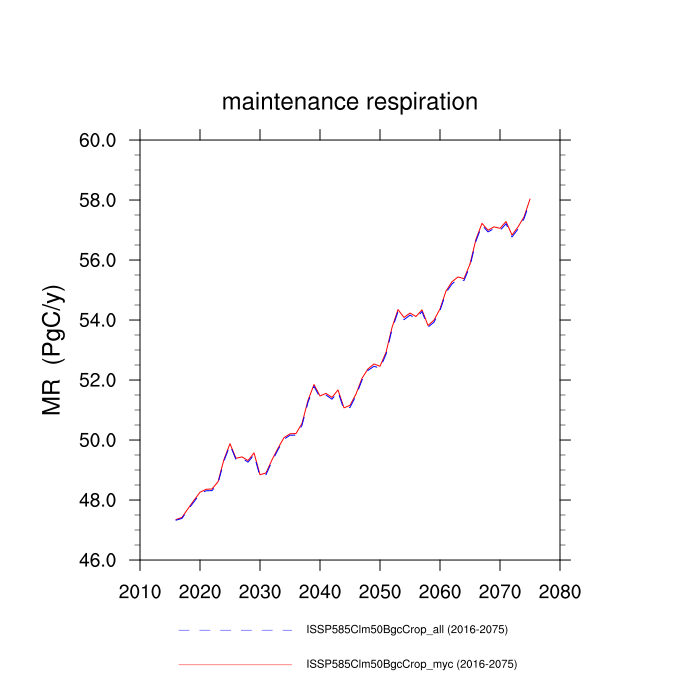 maintenance respiration
MR (PgC/y)
60.0
58.0
56.0
54.0
52.0
50.0
48.0
46.0
2010 2020 2030 2040 2050 2060 2070 2080
ISSP585Clm50BgcCrop_all (2016-2075)
ISSP585Clm50BgcCrop_myc (2016-2075)